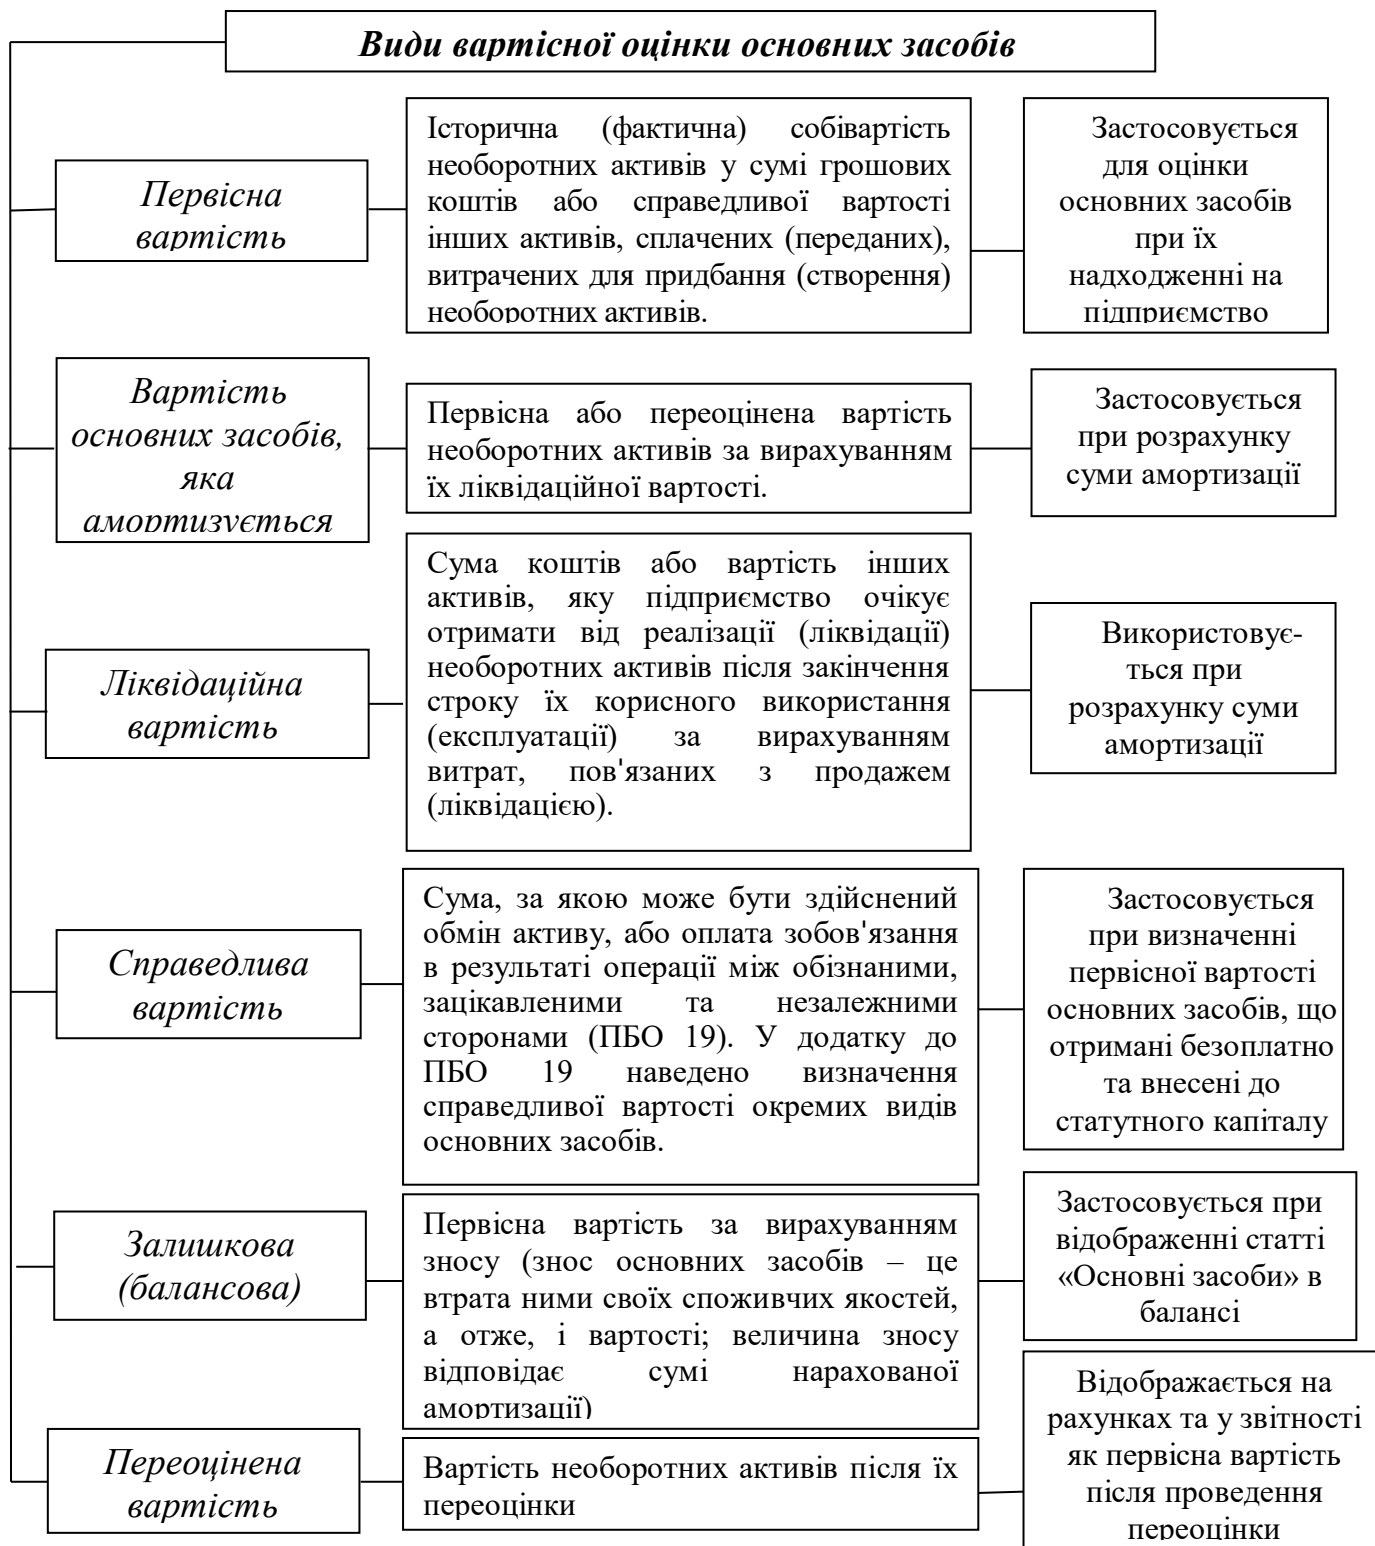 Види вартісної оцінки основних засобів
Первісна
вартість
Історична (фактична) собівартість
необоротних активів у сумі грошових
коштів або справедливої вартості
інших активів, сплачених (переданих),
витрачених для придбання (створення)
необоротних активів.
Застосовується
для оцінки
основних засобів
при їх
надходженні на
підприємство
Вартість
основних засобів,
яка
амортизується
Первісна або переоцінена вартість
необоротних активів за вирахуванням
їх ліквідаційної вартості.
Застосовується
при розрахунку
суми амортизації
Ліквідаційна
вартість
Сума коштів або вартість інших
активів, яку підприємство очікує
отримати від реалізації (ліквідації)
необоротних активів після закінчення
строку їх корисного використання
(експлуатації) за вирахуванням
витрат, пов'язаних з продажем
(ліквідацією).
Використовує-
ться при
розрахунку суми
амортизації
Справедлива
вартість
Сума, за якою може бути здійснений
обмін активу, або оплата зобов'язання
в результаті операції між обізнаними,
зацікавленими та незалежними
сторонами (ПБО 19). У додатку до
ПБО 19 наведено визначення
справедливої вартості окремих видів
основних засобів.
Застосовується
при визначенні
первісної вартості
основних засобів, що
отримані безоплатно
та внесені до
статутного капіталу
Залишкова
(балансова)
Первісна вартість за вирахуванням
зносу (знос основних засобів – це
втрата ними своїх споживчих якостей,
а отже, і вартості; величина зносу
відповідає сумі нарахованої
амортизації)
Застосовується при
відображенні статті
«Основні засоби» в
балансі
Переоцінена
вартість
Вартість необоротних активів після їх
переоцінки
Відображається на
рахунках та у звітності
як первісна вартість
після проведення
переоцінки